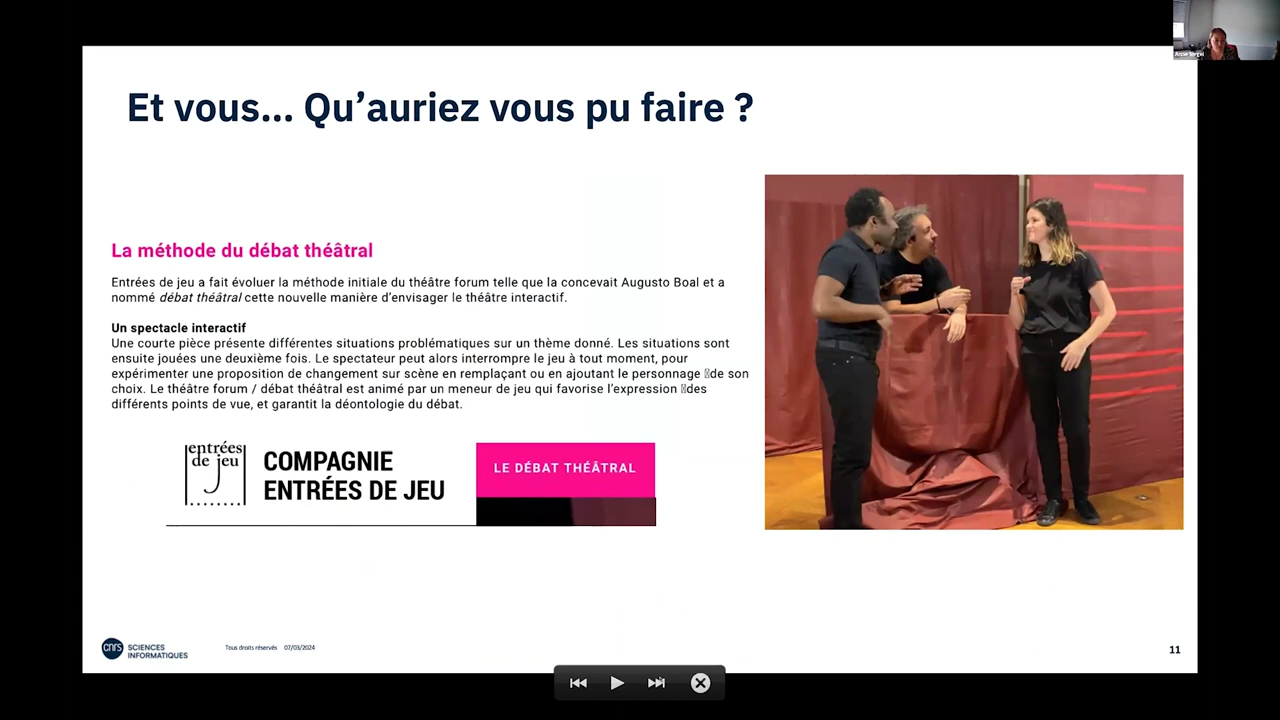 Et vous... Qu'auriez vous pu faire ?
La méthode du débat théâtral
Entrées de jeu a fait évoluer la méthode initiale du théâtre forum telle que la concevait Augusto Boal et a
nommé débat théâtral cette nouvelle manière d'envisager le théâtre interactif.
Un spectacle interactif
Une courte pièce présente différentes situations problématiques sur un thème donné. Les situations sont
ensuite jouées une deuxième fois. Le spectateur peut alors interrompre le jeu à tout moment, pour
expérimenter une proposition de changement sur scène en remplaçant ou en ajoutant le personnage de son
choix. Le théâtre forum / débat théâtral est animé par un meneur de jeu qui favorise l'expression des
différents points de vue, et garantit la déontologie du débat.
entrées
de jeu
COMPAGNIE
ENTRÉES DE JEU
LE DÉBAT THÉÂTRAL
cnrs
SCIENCES
INFORMATIQUES
Tous droits réservés 07/03/2024
11